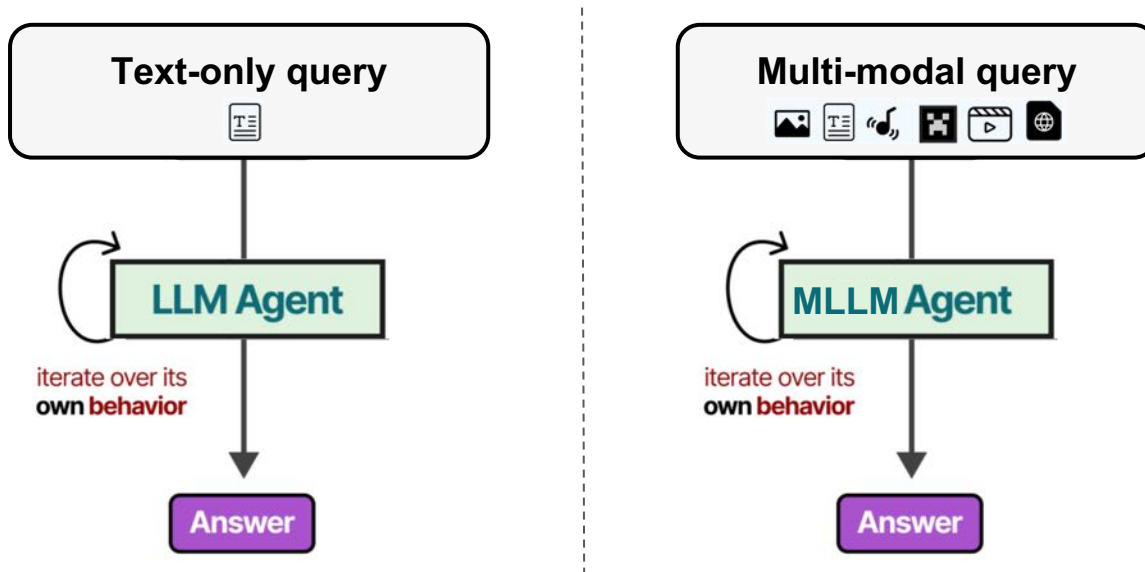 Text-only query
T
LLM Agent
iterate over its
own behavior
Answer
Multi-modal query
T
MLLM Agent
iterate over its
own behavior
Answer